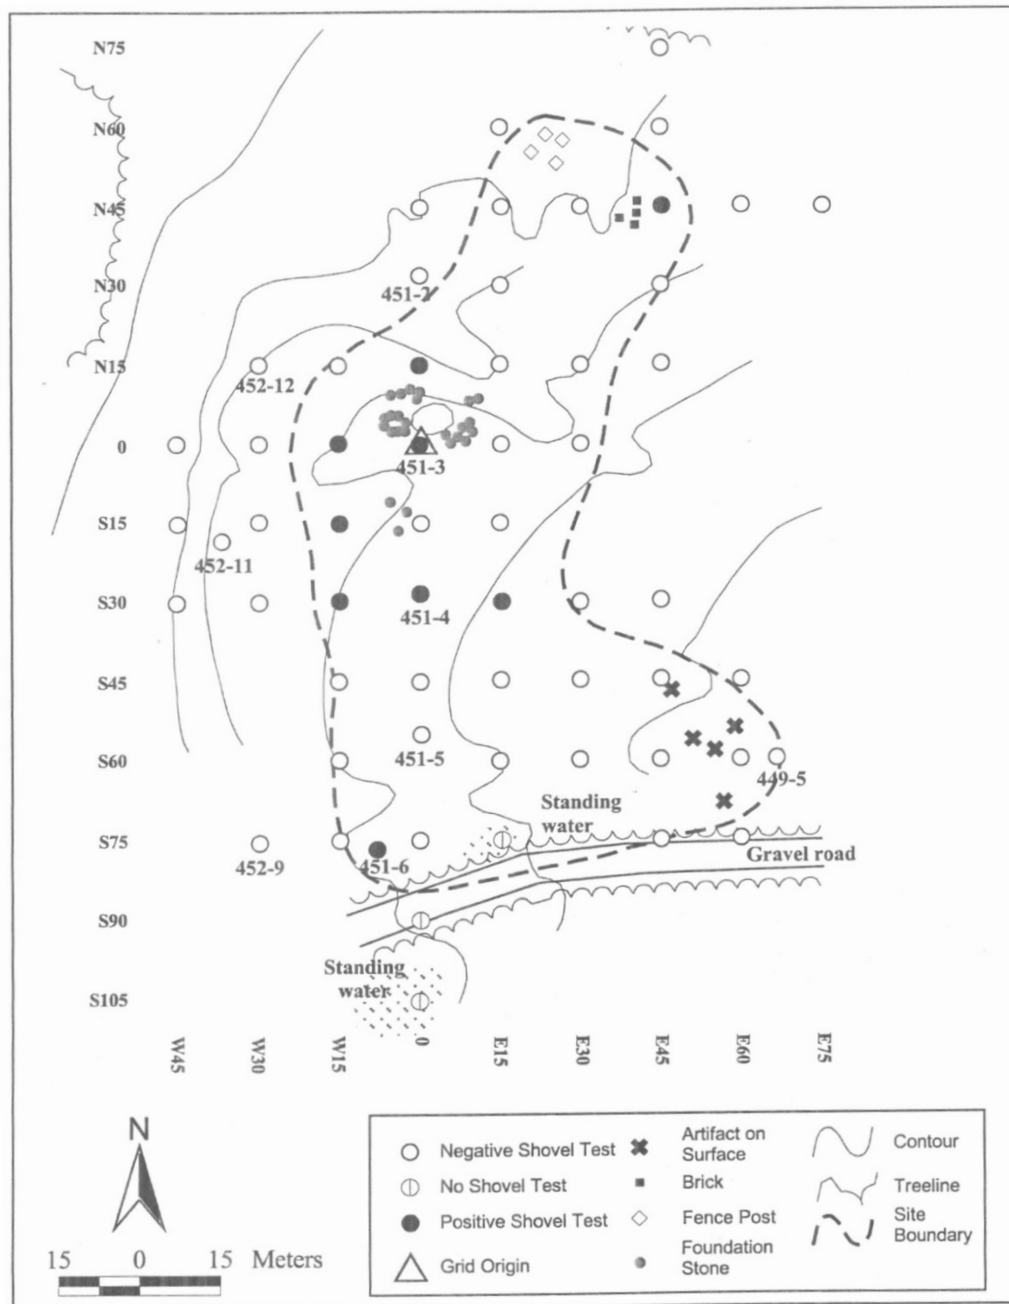 N75
N60
N45
N30
451-2
N15
452-12
0
451-3
S15
452-11
S30
451-4
S45
S60
451-5
449-5
Standing
water
S75
452-9
451-6
Gravel road
S90
Standing
water
S105
W45
W30
W15
0
E15
E30
E45
E60
E75
N
15 0 15 Meters
Negative Shovel Test
No Shovel Test
Positive Shovel Test
Grid Origin
Artifact on
Surface
Brick
Fence Post
Foundation
Stone
Contour
Treeline
Site
Boundary